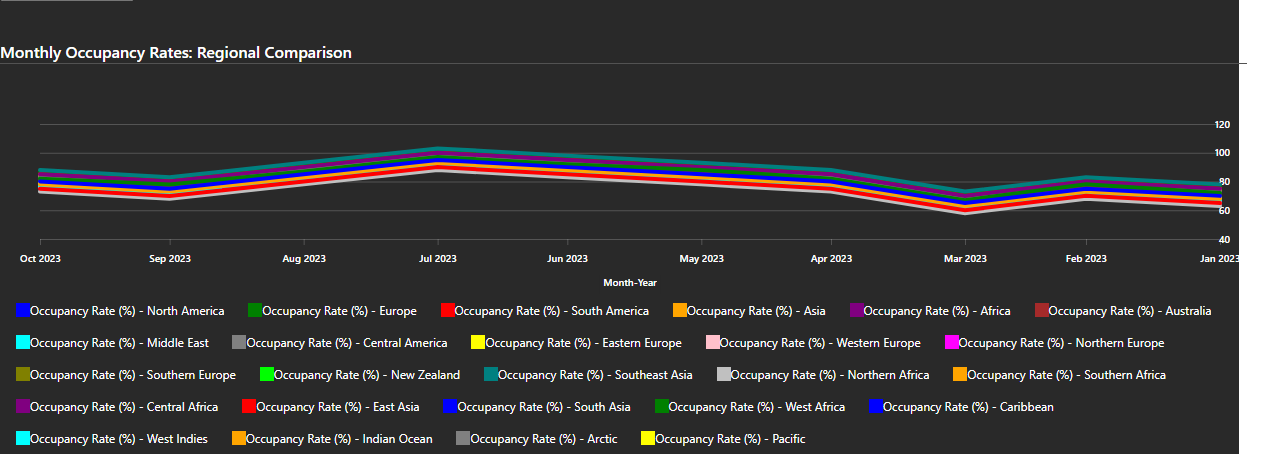 Monthly Occupancy Rates: Regional Comparison
120
100
80
60
40
Oct 2023 Sep 2023 Aug 2023 Jul 2023 Jun 2023 May 2023 Apr 2023 Mar 2023 Feb 2023 Jan 2023
Month-Year
Occupancy Rate (%) - North America Occupancy Rate (%) - Europe Occupancy Rate (%) - South America Occupancy Rate (%) - Asia Occupancy Rate (%) - Africa Occupancy Rate (%) - Australia
Occupancy Rate (%) - Middle East Occupancy Rate (%) - Central America Occupancy Rate (%) - Eastern Europe Occupancy Rate (%) - Western Europe Occupancy Rate (%) - Northern Europe
Occupancy Rate (%) - Southern Europe Occupancy Rate (%) - New Zealand Occupancy Rate (%) - Southeast Asia Occupancy Rate (%) - Northern Africa Occupancy Rate (%) - Southern Africa
Occupancy Rate (%) - Central Africa Occupancy Rate (%) - East Asia Occupancy Rate (%) - South Asia Occupancy Rate (%) - West Africa Occupancy Rate (%) - Caribbean
Occupancy Rate (%) - West Indies Occupancy Rate (%) - Indian Ocean Occupancy Rate (%) - Arctic Occupancy Rate (%) - Pacific